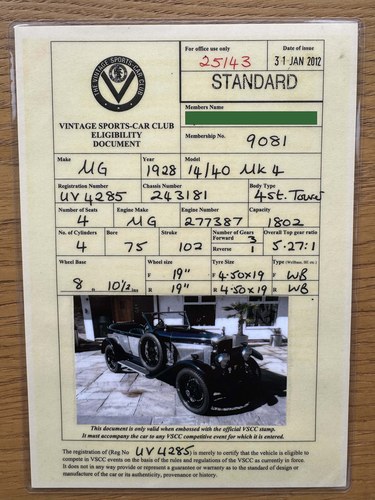 THE VINTAGE SPORTS-CAR CLUB
V
VINTAGE SPORTS-CAR CLUB
ELIGIBILITY
DOCUMENT
For office use only
25/43
Date of issue
31 JAN 2012
STANDARD
Members Name
Membership No. 9081
Make MG
Year 1928
Model 14/40 Mk 4
Registration Number UV4285
Chassis Number 243181
Body Type 4 st. Tourer
Number of Seats 4
Engine Make MG
Engine Number 277387
Capacity 1802
No. of Cylinders 4
Bore 75
Stroke 102
Number of Gears
Forward 3
Reverse 1
Overall Top gear ratio 5.27:1
Wheel Base 8 ft. 10½ ins
Wheel size
F 19"
R 19"
Tyre Size
F 4.50x19
R 4.50x19
Type (Wellbase, BE etc.)
F WB
R WB
This document is only valid when embossed with the official VSCC stamp.
It must accompany the car to any VSCC competitive event for which it is entered.
The registration of (Reg No UV4285) is merely to certify that the vehicle is eligible to
compete in VSCC events on the basis of the rules and regulations of the VSCC as currently in force.
It does not in any way provide or represent a guarantee or warranty as to the standard of design or
manufacture of the car or its authenticity, provenance or history.